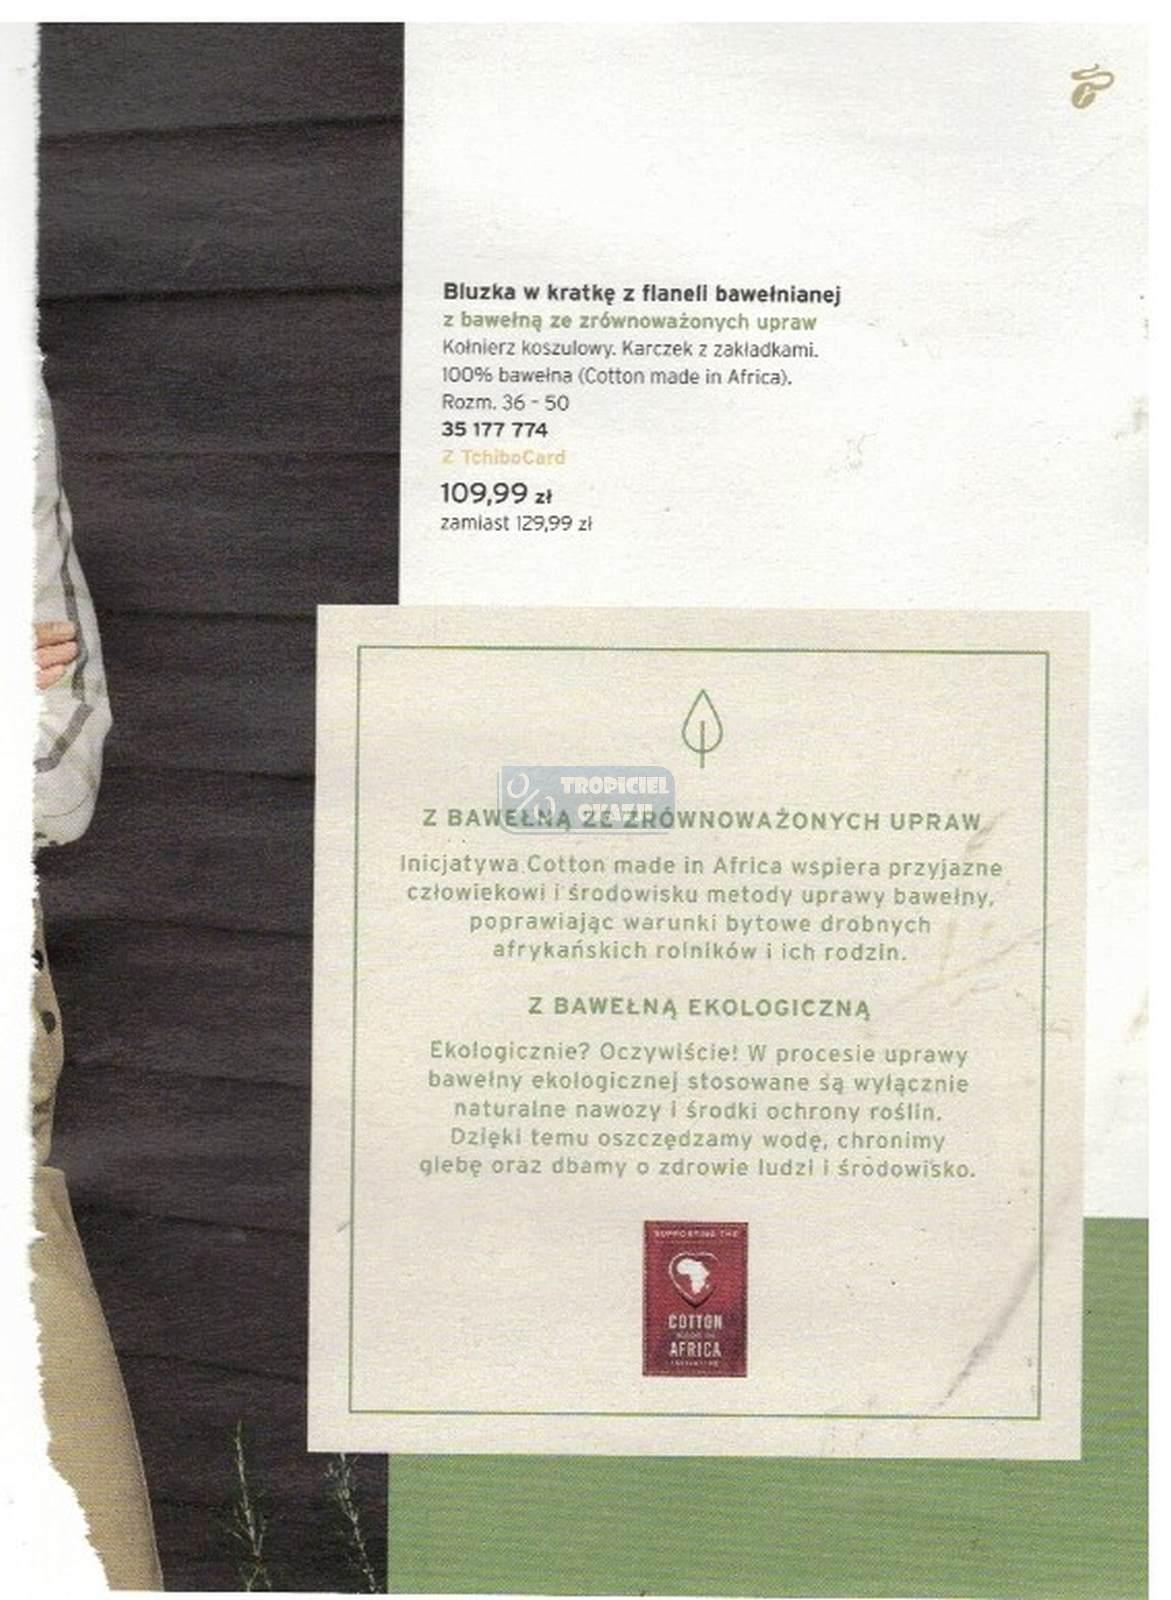 Bluzka w kratkę z flaneli bawełnianej
z bawełną ze zrównoważonych upraw
Kołnierz koszulowy. Karczek z zakładkami.
100% bawełna (Cotton made in Africa).
Rozm. 36 - 50
35 177 774
Z TchiboCard
109,99 zł
zamiast 129,99 zł
% TROPICIEL
OKAZJI
Z BAWEŁNĄ ZE ZRÓWNOWAŻONYCH UPRAW
Inicjatywa Cotton made in Africa wspiera przyjazne
człowiekowi i środowisku metody uprawy bawełny,
poprawiając warunki bytowe drobnych
afrykańskich rolników i ich rodzin.
Z BAWEŁNĄ EKOLOGICZNĄ
Ekologicznie? Oczywiście! W procesie uprawy
bawełny ekologicznej stosowane są wyłącznie
naturalne nawozy i środki ochrony roślin.
Dzięki temu oszczędzamy wodę, chronimy
glebę oraz dbamy o zdrowie ludzi i środowisko.
SUPPORTING THE
COTTON
MADE IN
AFRICA
INITIATIVE